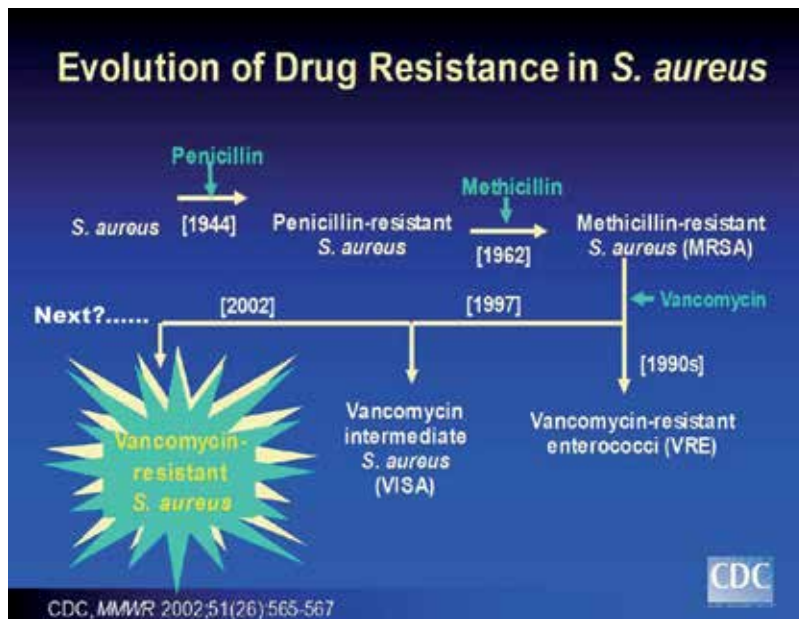 Evolution of Drug Resistance in S. aureus
Penicillin
S. aureus
[1944]
Penicillin-resistant
S. aureus
Methicillin
[1962]
Methicillin-resistant
S. aureus (MRSA)
Vancomycin
[1990s]
Vancomycin-resistant
enterococci (VRE)
[1997]
Vancomycin
intermediate
S. aureus
(VISA)
[2002]
Next?......
Vancomycin-
resistant
S. aureus
CDC
CDC, MMWR 2002;51(26):565-567